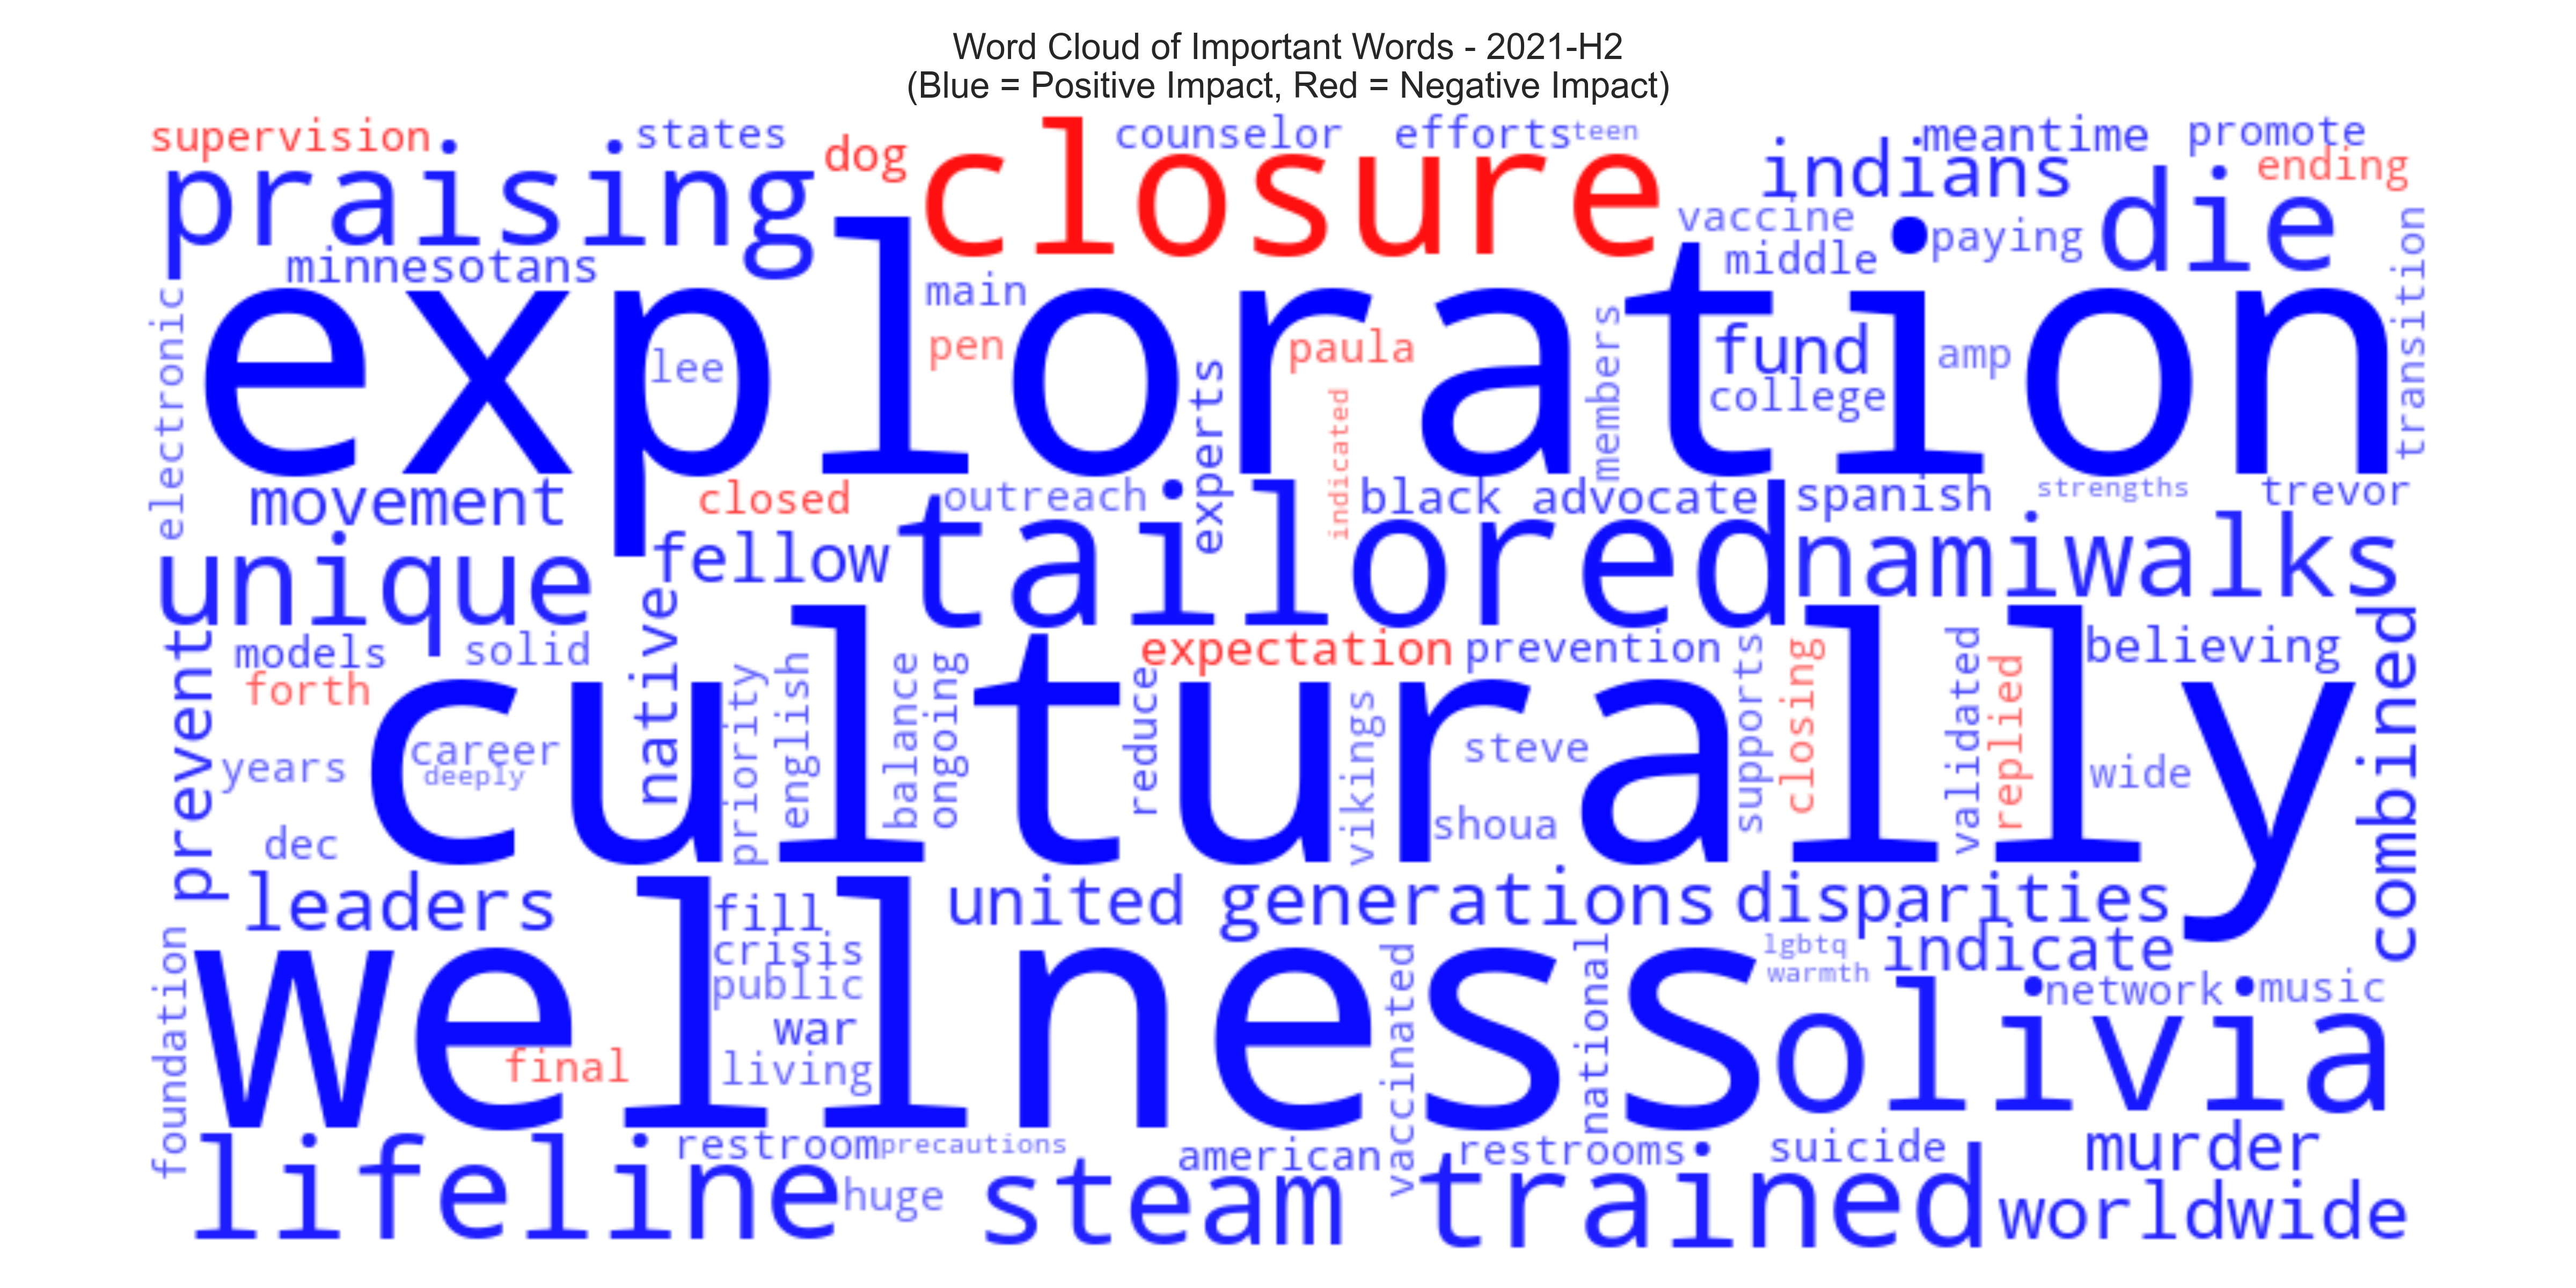 Word Cloud of Important Words - 2021-H2
(Blue = Positive Impact, Red = Negative Impact)
supervision states dog closure counselor efforts teen indians meantime promote
praising ending
minnesotans vaccine middle paying die transition
electronic exploration main
lee pen paula indicated experts members fund college amp
movement closed outreach black advocate spanish strengths trevor
unique fellow tailored namiwalks
prevent native models solid expectation prevention believing combined
forth culturally
years career deeply priority english balance ongoing reduce vikings steve supports closing validated replied wide
dec shoua
leaders fill united generations disparities
foundation wellness crisis public lgbtq warmth indicate
war living final vaccinated national network music
olivia
restroom precautions american restrooms suicide murder
lifeline huge steam trained worldwide